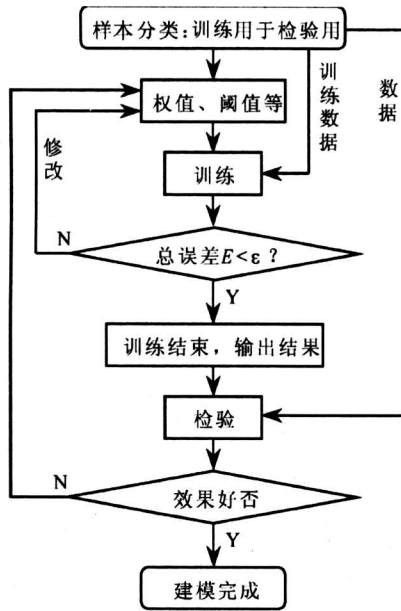 样本分类:训练用于检验用
训练数据
数据
权值、阈值等
修改
训练
N
总误差E<ε？
Y
训练结束，输出结果
检验
N
效果好否
Y
建模完成